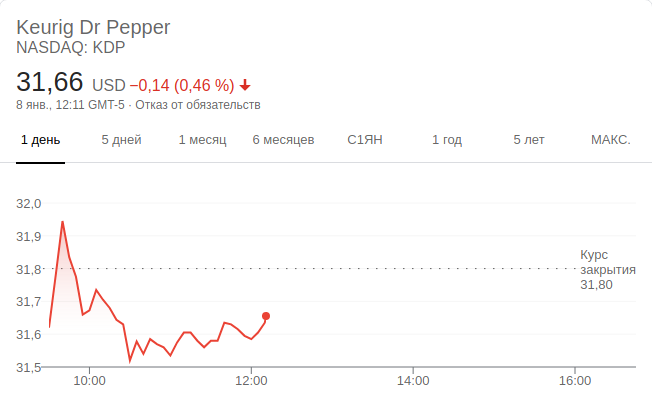 Keurig Dr Pepper
NASDAQ: KDP
31,66 USD −0,14 (0,46 %)
8 янв., 12:11 GMT-5 · Отказ от обязательств
1 день 5 дней 1 месяц 6 месяцев С1ЯН 1 год 5 лет МАКС.
32,0
31,9
31,8
31,7
31,6
31,5
Курс
закрытия
31,80
10:00 12:00 14:00 16:00